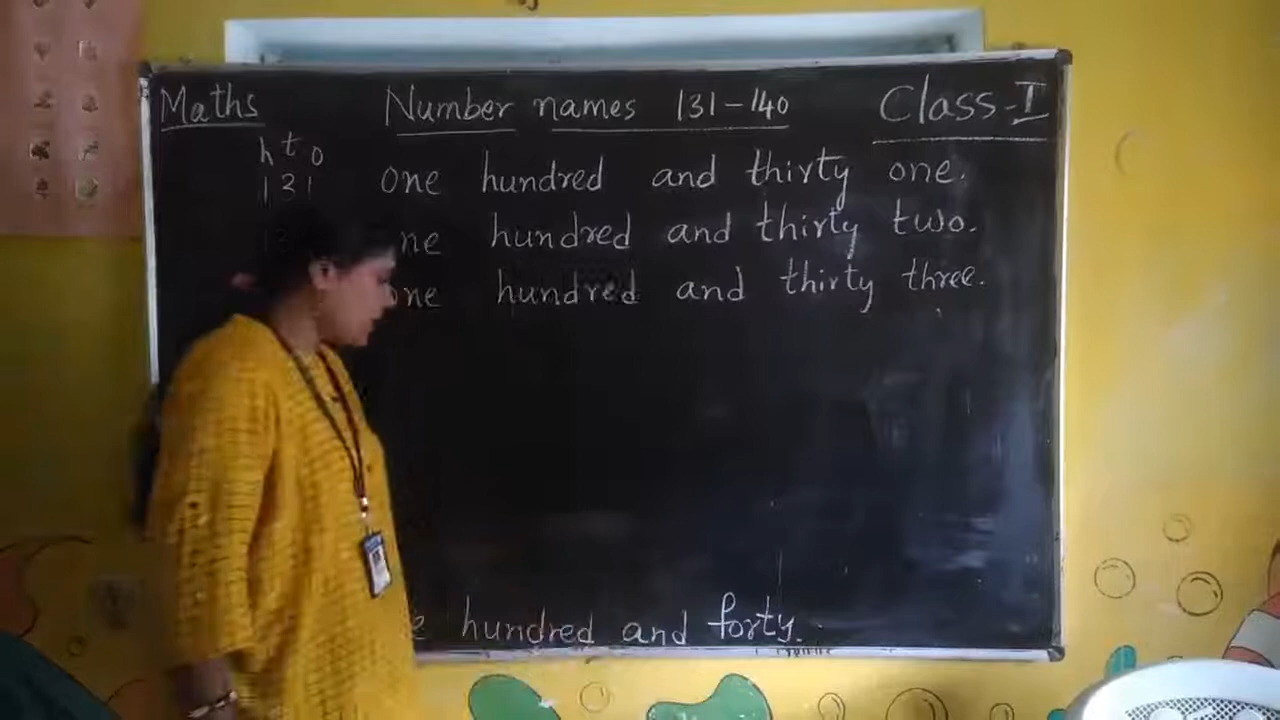 Maths Number names 131-140 Class-I
h t o
131 one hundred and thirty one.
hundred and thirty two.
one hundred and thirty three.
hundred and forty.